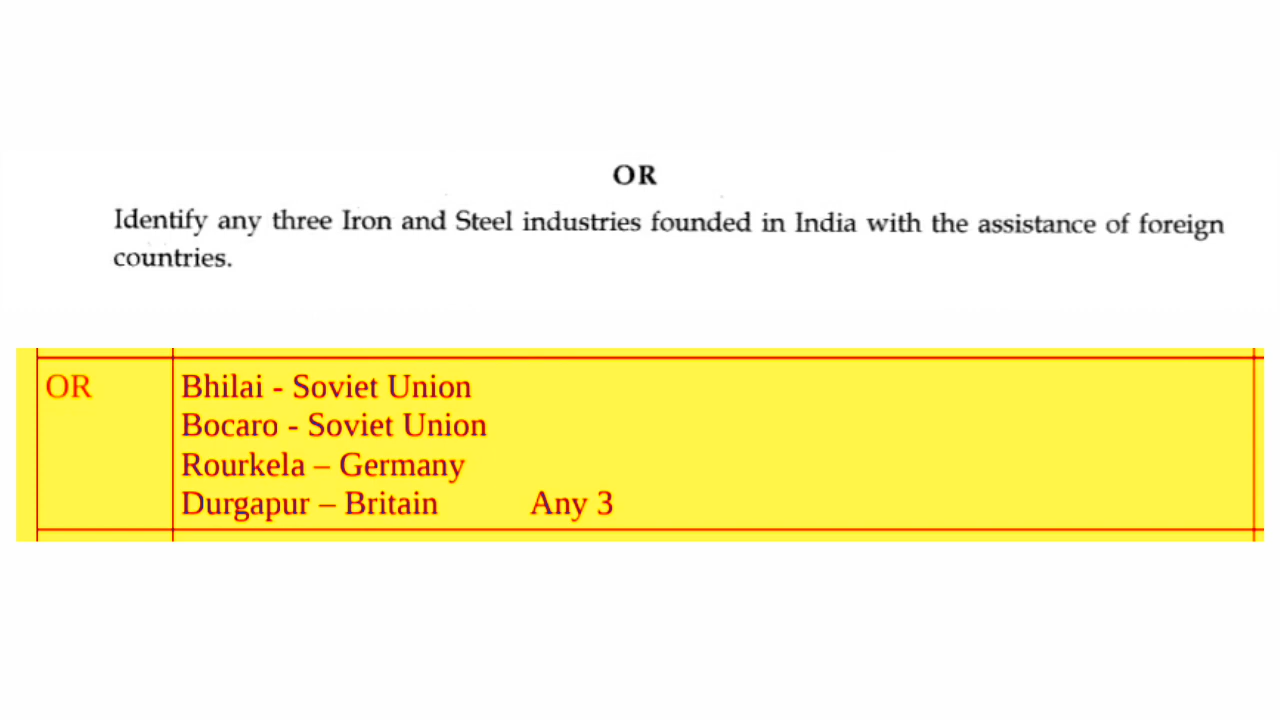 OR
Identify any three Iron and Steel industries founded in India with the assistance of foreign
countries.
OR
Bhilai - Soviet Union
Bocaro - Soviet Union
Rourkela – Germany
Durgapur – Britain Any 3